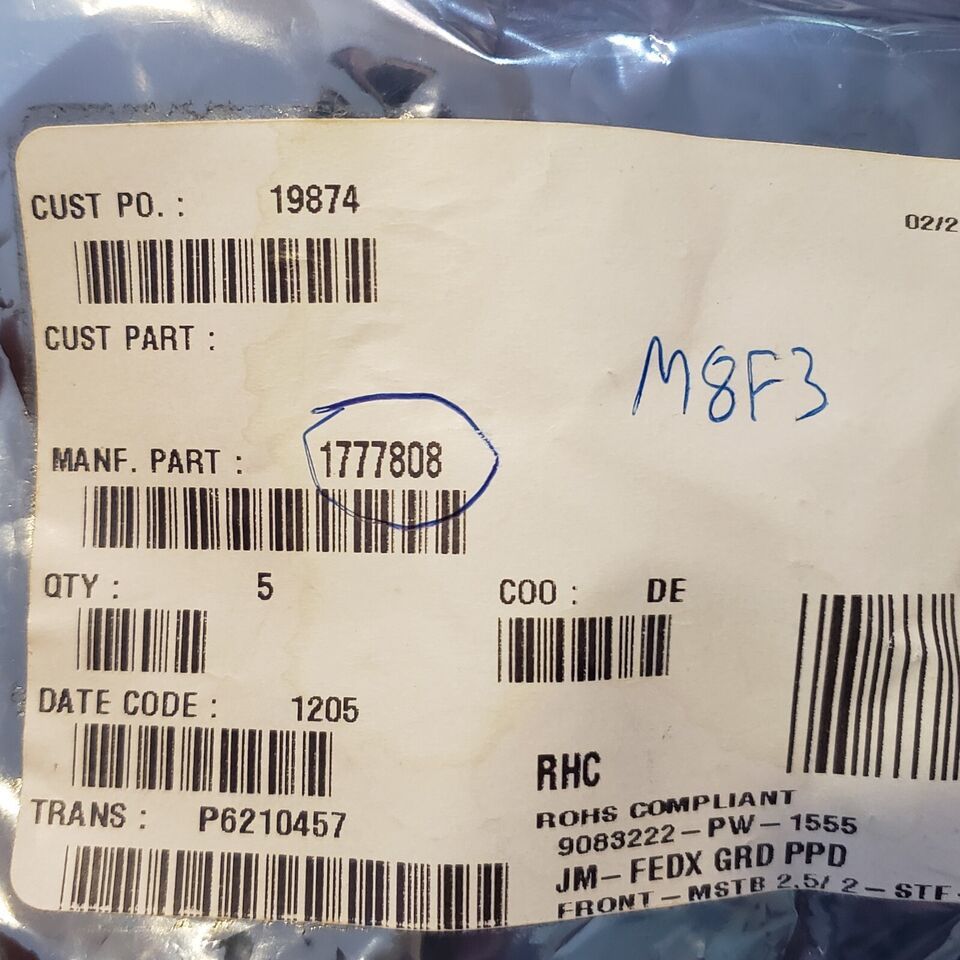 CUST PO. : 19874
02/2
CUST PART :
M8F3
MANF. PART : 1777808
QTY : 5
COO : DE
DATE CODE : 1205
RHC
TRANS : P6210457
ROHS COMPLIANT
9083222-PW-1555
JM-FEDX GRD PPD
FRONT-MSTB 2,5/ 2-STF-